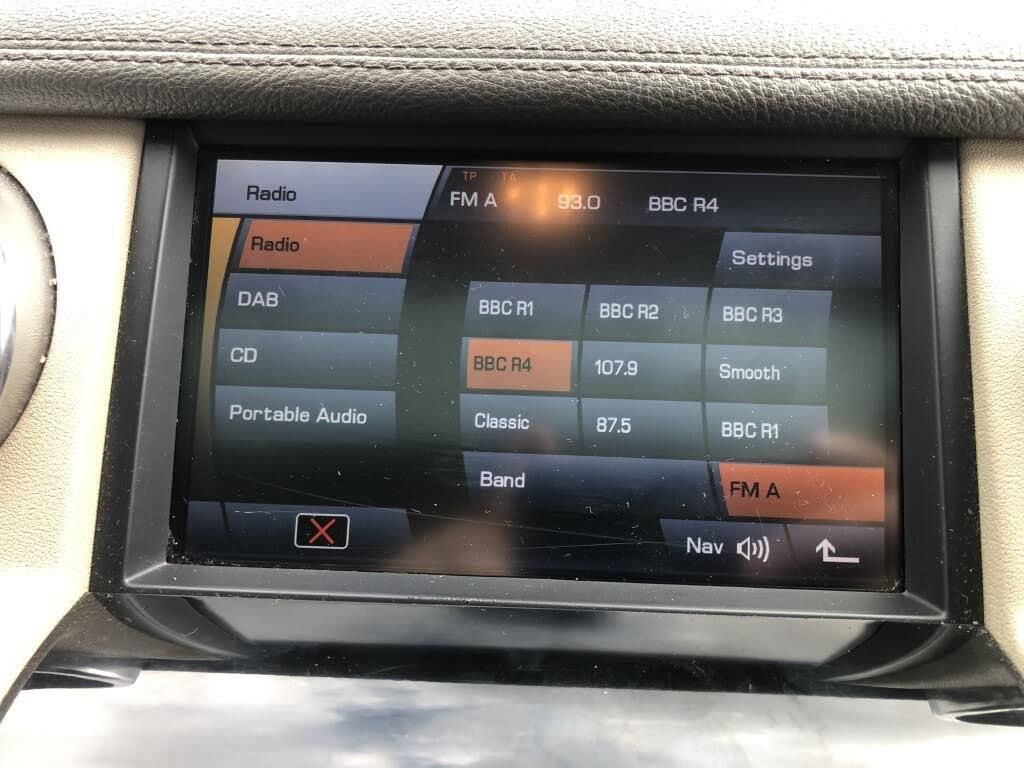 Radio
TP TA
FM A 93.0 BBC R4
Radio
Settings
DAB
BBC R1 BBC R2 BBC R3
CD
BBC R4 107.9 Smooth
Portable Audio
Classic 87.5 BBC R1
Band FM A
Nav